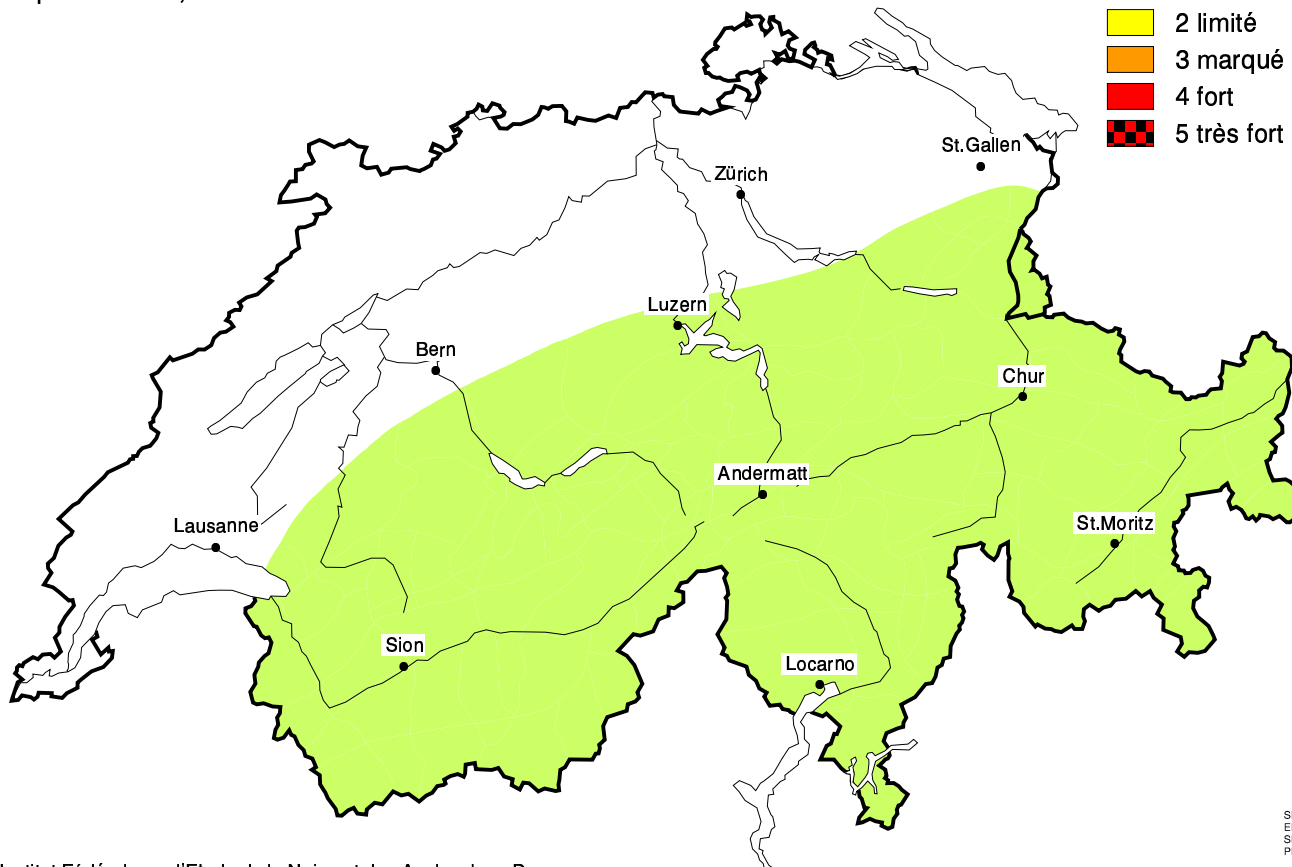 2 limité
3 marqué
4 fort
5 très fort
St.Gallen
Zürich
Luzern
Bern
Chur
Andermatt
Lausanne
St.Moritz
Sion
Locarno